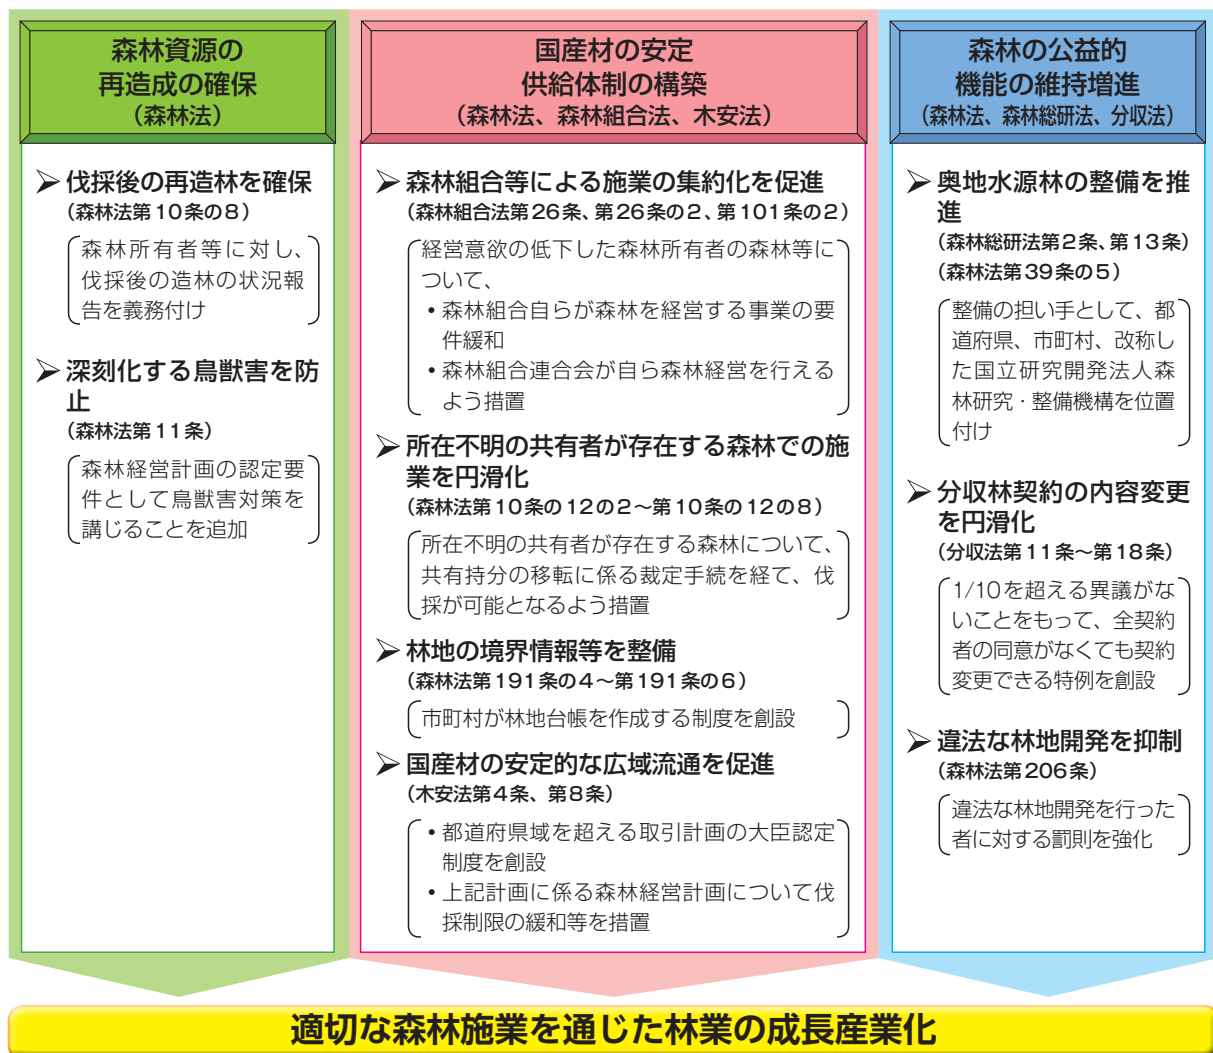 森林資源の
再造成の確保
（森林法）
➢ 伐採後の再造林を確保
（森林法第10条の8）
森林所有者等に対し、
伐採後の造林の状況報
告を義務付け
➢ 深刻化する鳥獣害を防
止
（森林法第11条）
森林経営計画の認定要
件として鳥獣害対策を
講じることを追加
国産材の安定
供給体制の構築
（森林法、森林組合法、木安法）
➢ 森林組合等による施業の集約化を促進
（森林組合法第26条、第26条の2、第101条の2）
経営意欲の低下した森林所有者の森林等に
ついて、
・森林組合自らが森林を経営する事業の要
件緩和
・森林組合連合会が自ら森林経営を行える
よう措置
➢ 所在不明の共有者が存在する森林での施
業を円滑化
（森林法第10条の12の2～第10条の12の8）
所在不明の共有者が存在する森林について、
共有持分の移転に係る裁定手続を経て、伐
採が可能となるよう措置
➢ 林地の境界情報等を整備
（森林法第191条の4～第191条の6）
市町村が林地台帳を作成する制度を創設
➢ 国産材の安定的な広域流通を促進
（木安法第4条、第8条）
・都道府県域を超える取引計画の大臣認定
制度を創設
・上記計画に係る森林経営計画について伐
採制限の緩和等を措置
森林の公益的
機能の維持増進
（森林法、森林総研法、分収法）
➢ 奥地水源林の整備を推
進
（森林総研法第2条、第13条）
（森林法第39条の5）
整備の担い手として、都
道府県、市町村、改称し
た国立研究開発法人森
林研究・整備機構を位置
付け
➢ 分収林契約の内容変更
を円滑化
（分収法第11条～第18条）
1/10を超える異議がな
いことをもって、全契約
者の同意がなくても契約
変更できる特例を創設
➢ 違法な林地開発を抑制
（森林法第206条）
違法な林地開発を行った
者に対する罰則を強化
適切な森林施業を通じた林業の成長産業化